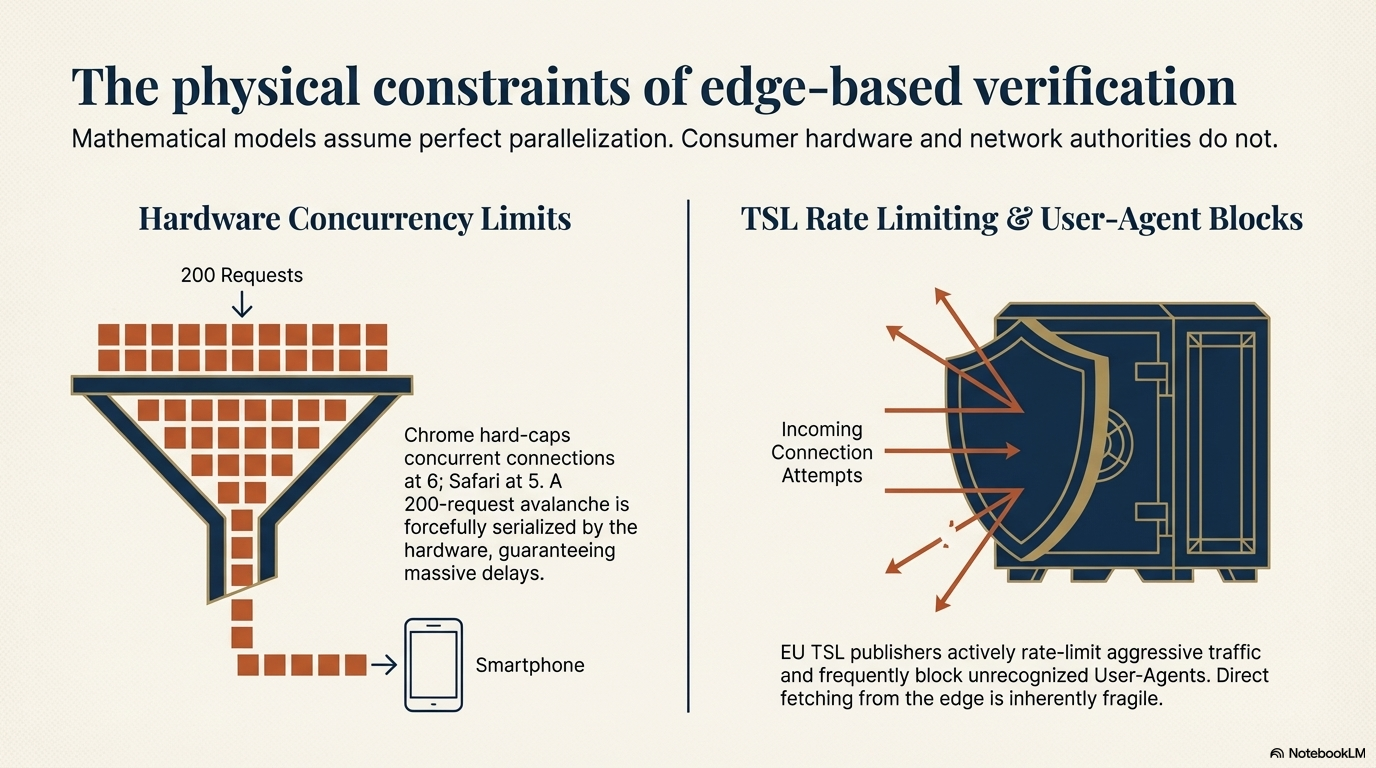 The physical constraints of edge-based verification
Mathematical models assume perfect parallelization. Consumer hardware and network authorities do not.
Hardware Concurrency Limits
200 Requests
Chrome hard-caps
concurrent connections
at 6; Safari at 5. A
200-request avalanche is
forcefully serialized by the
hardware, guaranteeing
massive delays.
Smartphone
TSL Rate Limiting & User-Agent Blocks
Incoming
Connection
Attempts
EU TSL publishers actively rate-limit aggressive traffic
and frequently block unrecognized User-Agents. Direct
fetching from the edge is inherently fragile.
NotebookLM